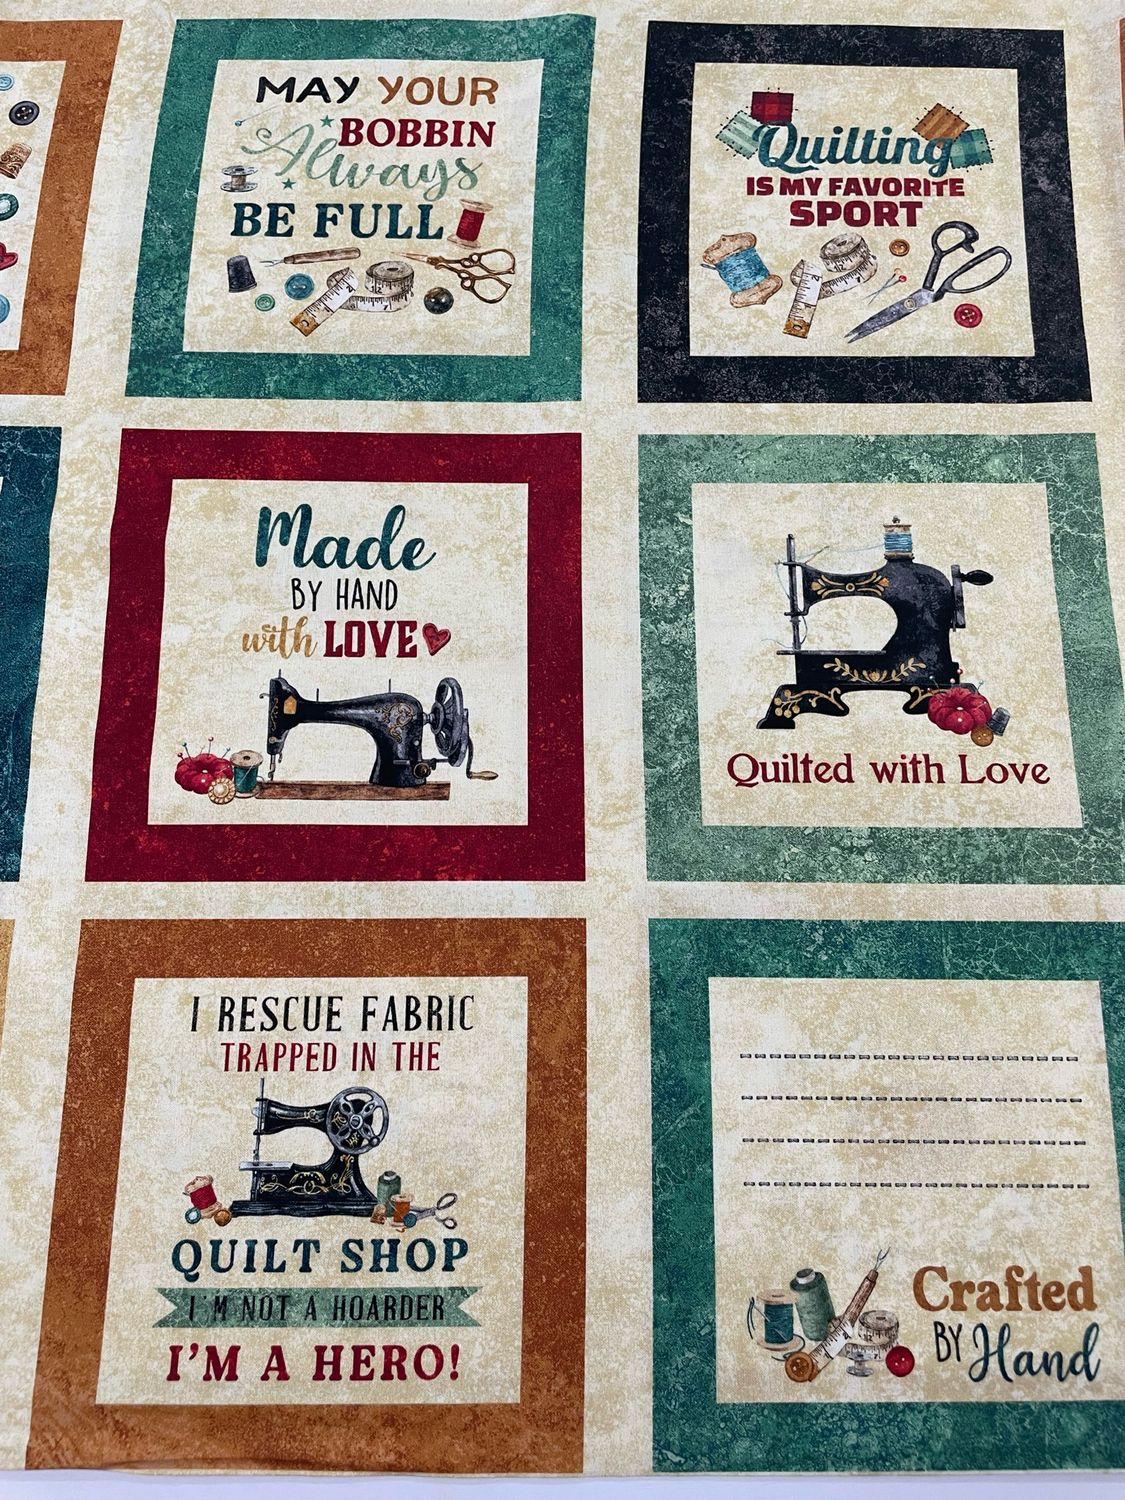 MAY YOUR
BOBBIN
Always
BE FULL
Quilting
IS MY FAVORITE
SPORT
Made
BY HAND
with LOVE
Quilted with Love
I RESCUE FABRIC
TRAPPED IN THE
QUILT SHOP
I'M NOT A HOARDER
I'M A HERO!
Crafted
BY Hand